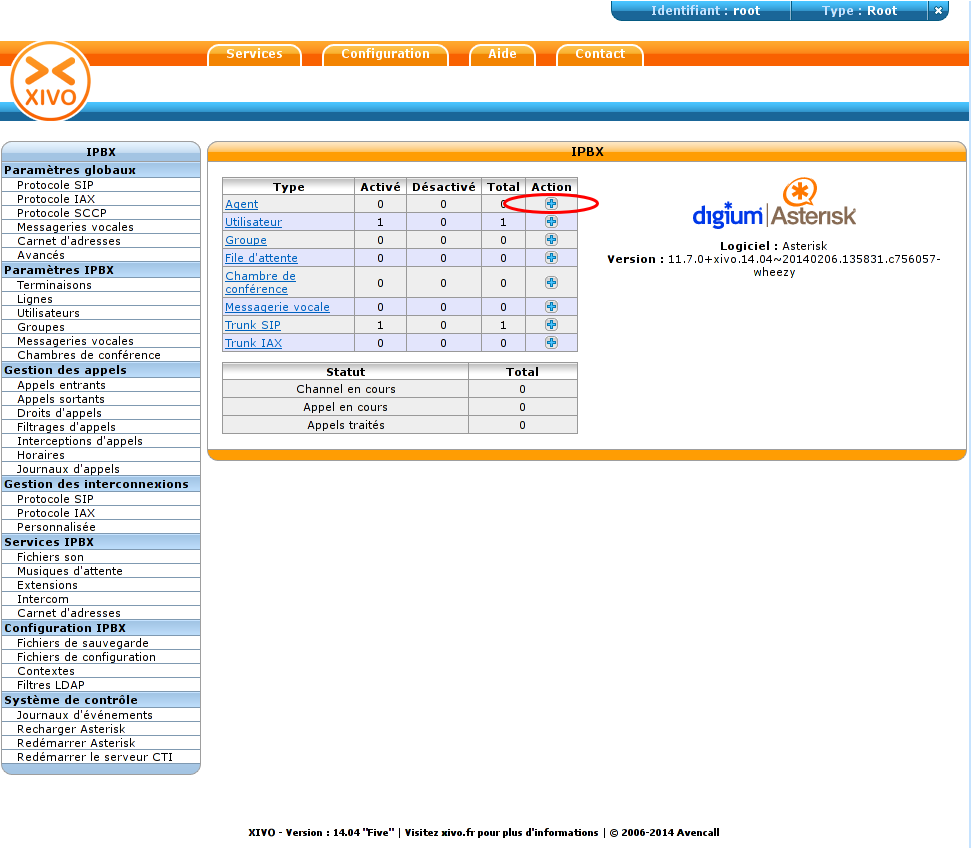 Identifiant : root Type : Root ×
Services Configuration Aide Contact
XIVO
IPBX
Paramètres globaux
Protocole SIP
Protocole IAX
Protocole SCCP
Messageries vocales
Carnet d'adresses
Avancés
Paramètres IPBX
Terminaisons
Lignes
Utilisateurs
Groupes
Messageries vocales
Chambres de conférence
Gestion des appels
Appels entrants
Appels sortants
Droits d'appels
Filtrages d'appels
Interceptions d'appels
Horaires
Journaux d'appels
Gestion des interconnexions
Protocole SIP
Protocole IAX
Personnalisée
Services IPBX
Fichiers son
Musiques d'attente
Extensions
Intercom
Carnet d'adresses
Configuration IPBX
Fichiers de sauvegarde
Fichiers de configuration
Contextes
Filtres LDAP
Système de contrôle
Journaux d'événements
Recharger Asterisk
Redémarrer Asterisk
Redémarrer le serveur CTI
IPBX
Type Activé Désactivé Total Action
Agent 0 0 0
Utilisateur 1 0 1
Groupe 0 0 0
File d'attente 0 0 0
Chambre de
conférence 0 0 0
Messagerie vocale 0 0 0
Trunk SIP 1 0 1
Trunk IAX 0 0 0
Statut Total
Channel en cours 0
Appel en cours 0
Appels traités 0
digium | Asterisk
Logiciel : Asterisk
Version : 11.7.0+xivo.14.04~20140206.135831.c756057-
wheezy
XIVO - Version : 14.04 "Five" | Visitez xivo.fr pour plus d'informations | © 2006-2014 Avencall